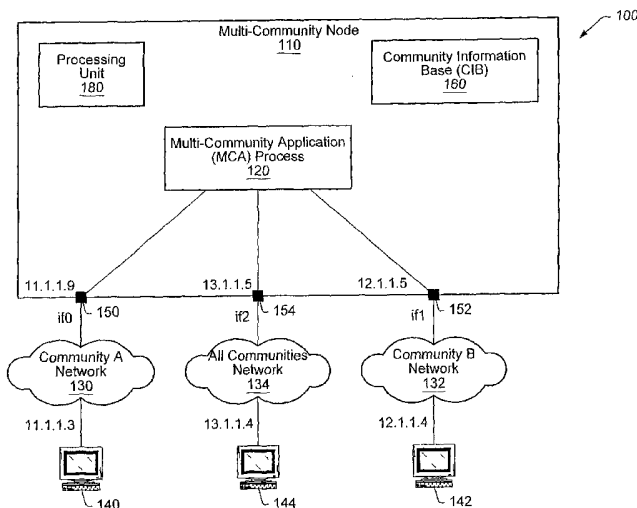 100
Multi-Community Node
110
Processing
Unit
180
Community Information
Base (CIB)
160
Multi-Community Application
(MCA) Process
120
11.1.1.9
13.1.1.5
12.1.1.5
150
154
152
if0
if2
if1
Community A
Network
130
All Communities
Network
134
Community B
Network
132
11.1.1.3
13.1.1.4
12.1.1.4
140
144
142